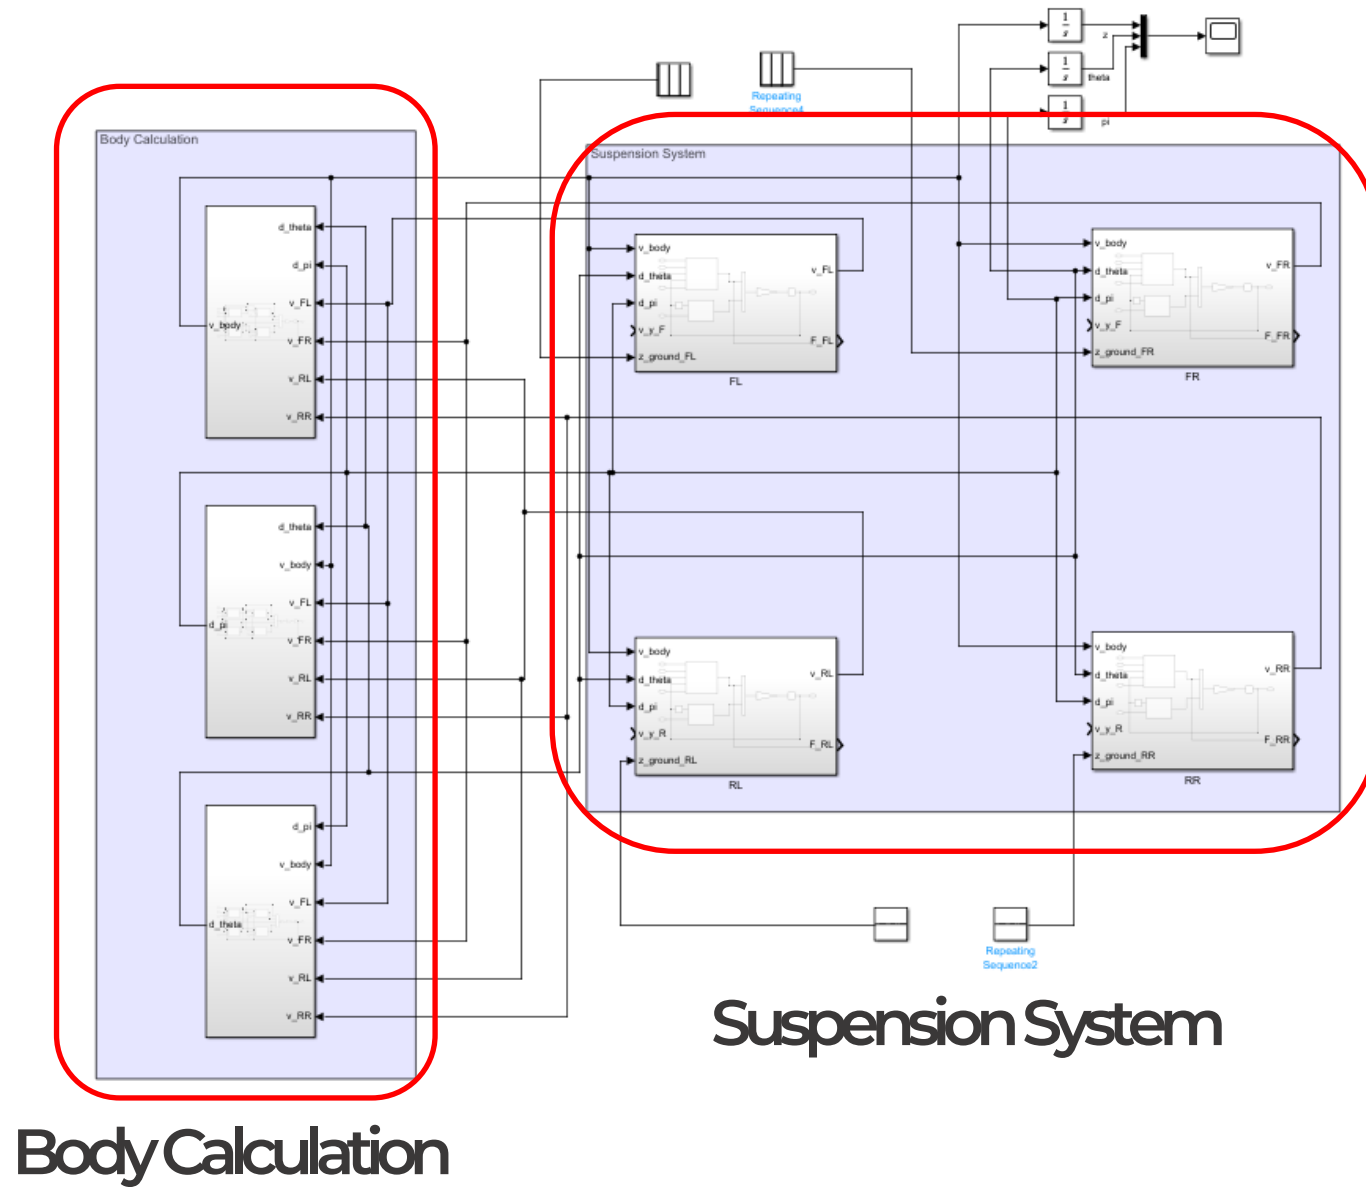 1
s
z
1
s
theta
1
s
pi
Repeating
Sequence4
Body Calculation
d_theta
d_pi
v_FL
v_body
v_FR
v_RL
v_RR
d_theta
v_body
v_FL
d_pi
v_FR
v_RL
v_RR
d_pi
v_body
v_FL
d_theta
v_FR
v_RL
v_RR
Suspension System
v_body
d_theta
d_pi
v_y_F
z_ground_FL
v_FL
F_FL
FL
v_body
d_theta
d_pi
v_y_F
z_ground_FR
v_FR
F_FR
FR
v_body
d_theta
d_pi
v_y_R
z_ground_RL
v_RL
F_RL
RL
v_body
d_theta
d_pi
v_y_R
z_ground_RR
v_RR
F_RR
RR
Repeating
Sequence2
Suspension System
Body Calculation